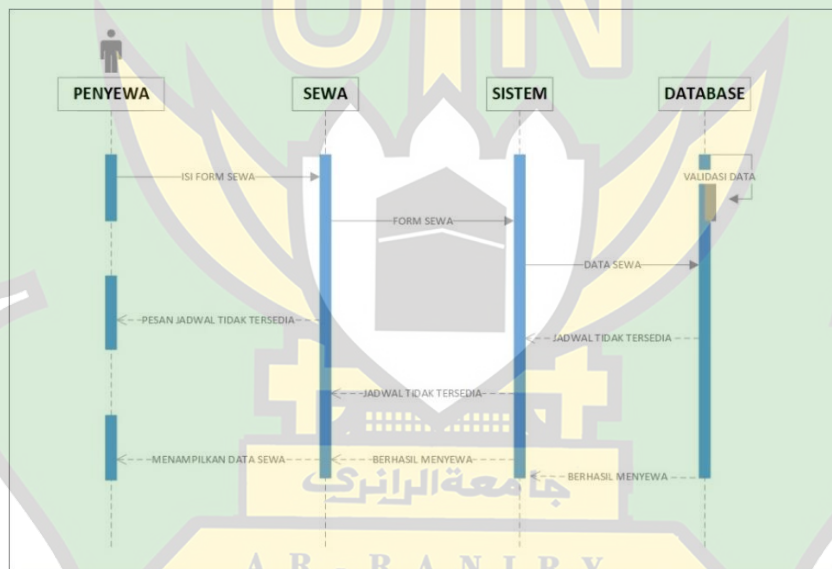 UIN
PENYEWA
SEWA
SISTEM
DATABASE
ISI FORM SEWA
VALIDASI DATA
FORM SEWA
DATA SEWA
PESAN JADWAL TIDAK TERSEDIA
JADWAL TIDAK TERSEDIA
JADWAL TIDAK TERSEDIA
MENAMPILKAN DATA SEWA
BERHASIL MENYEWA
BERHASIL MENYEWA
جامعة الرانري
AR-RANIRY